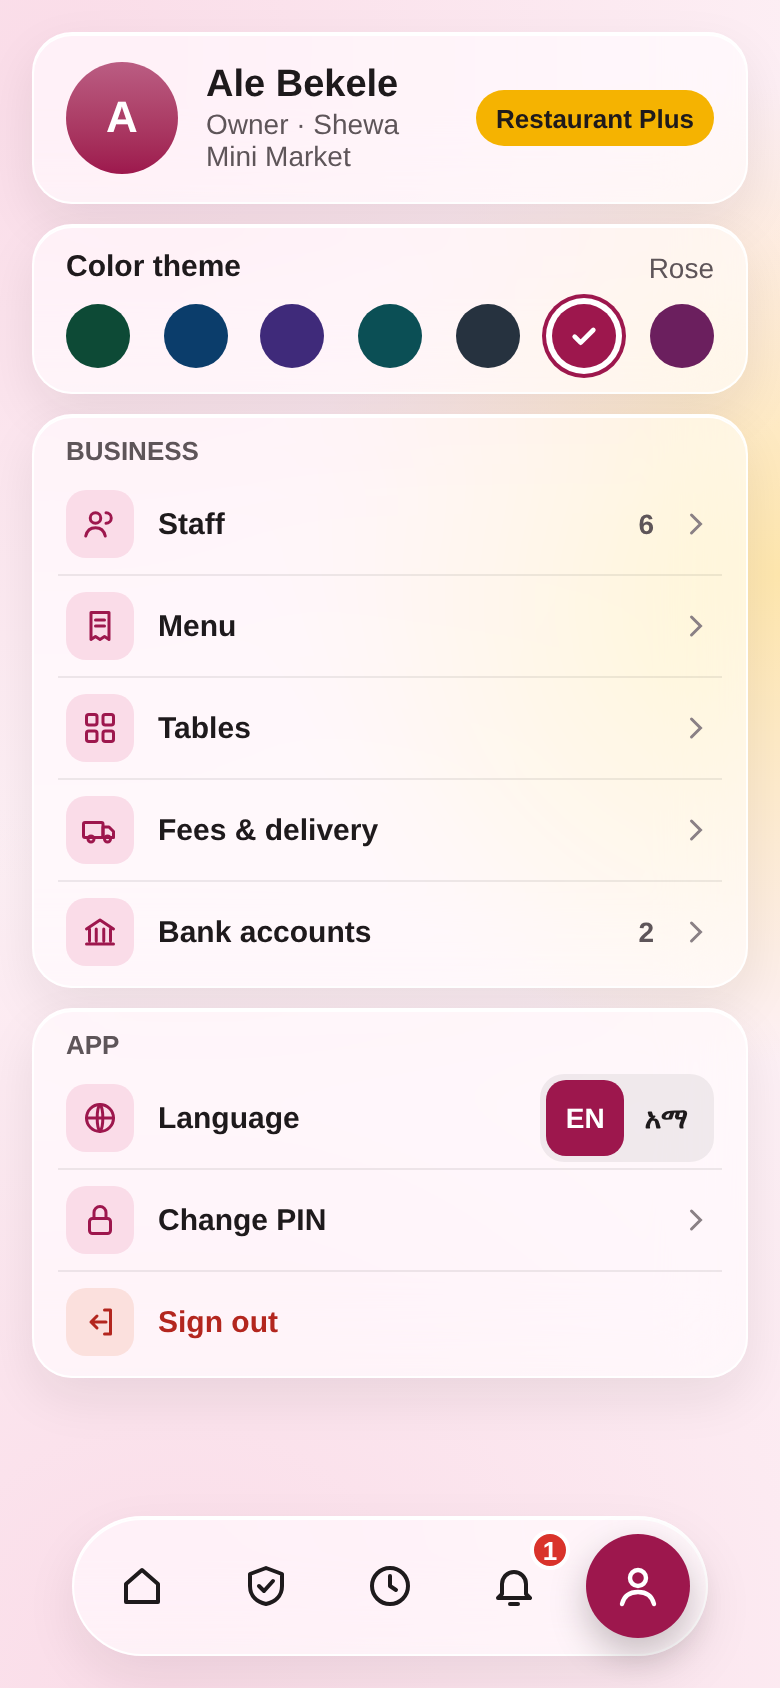 A
Ale Bekele
Owner · Shewa
Mini Market
Restaurant Plus
Color theme
Rose
BUSINESS
Staff
6
Menu
Tables
Fees & delivery
Bank accounts
2
APP
Language
EN
አማ
Change PIN
Sign out
1